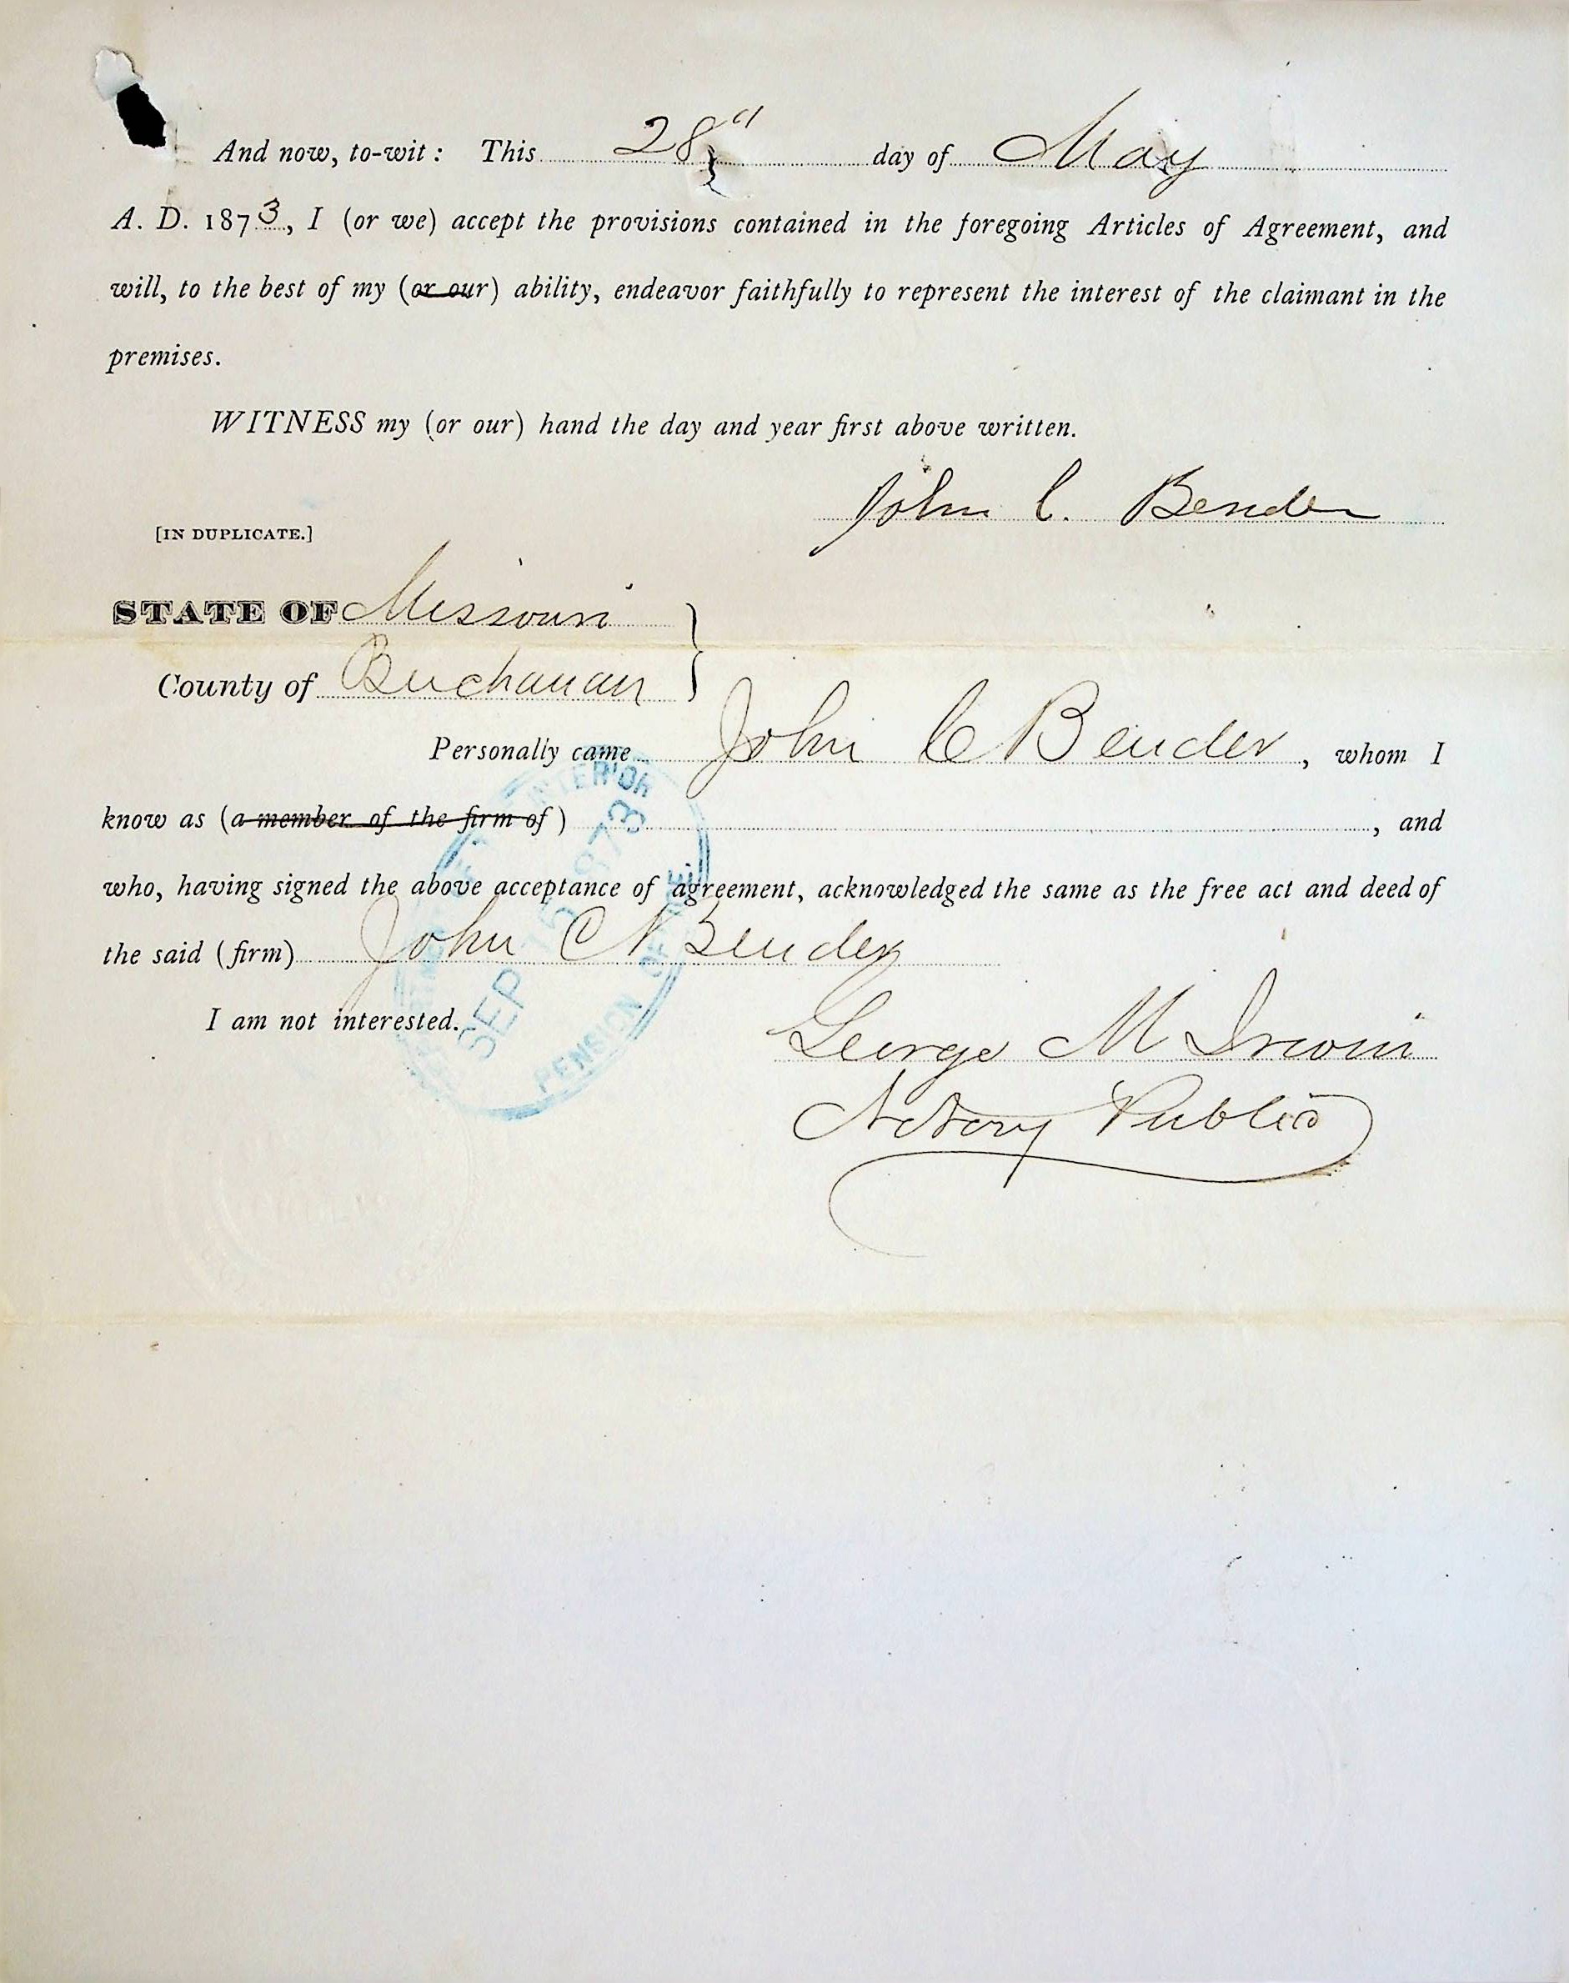 And now, to-wit: This 28" day of May
A. D. 1873, I (or we) accept the provisions contained in the foregoing Articles of Agreement, and
will, to the best of my (or our) ability, endeavor faithfully to represent the interest of the claimant in the
premises.
WITNESS my (or our) hand the day and year first above written.
John C. Bender
[IN DUPLICATE.]
STATE OF Missouri
County of Buchanan
Personally came John C Bender, whom I
know as (a member of the firm of) , and
who, having signed the above acceptance of agreement, acknowledged the same as the free act and deed of
the said (firm) John C Bender
I am not interested.
George M Irwin
Notary Public
INTERIOR
SEP 15 1873
PENSION OFFICE